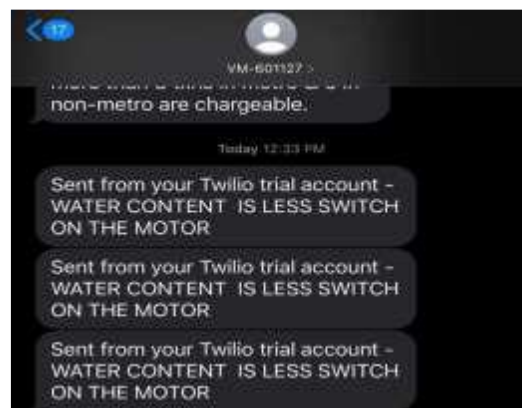 17
VM-601127 >
non-metro are chargeable.
Today 12:33 PM
Sent from your Twilio trial account -
WATER CONTENT  IS LESS SWITCH
ON THE MOTOR
Sent from your Twilio trial account -
WATER CONTENT  IS LESS SWITCH
ON THE MOTOR
Sent from your Twilio trial account -
WATER CONTENT  IS LESS SWITCH
ON THE MOTOR